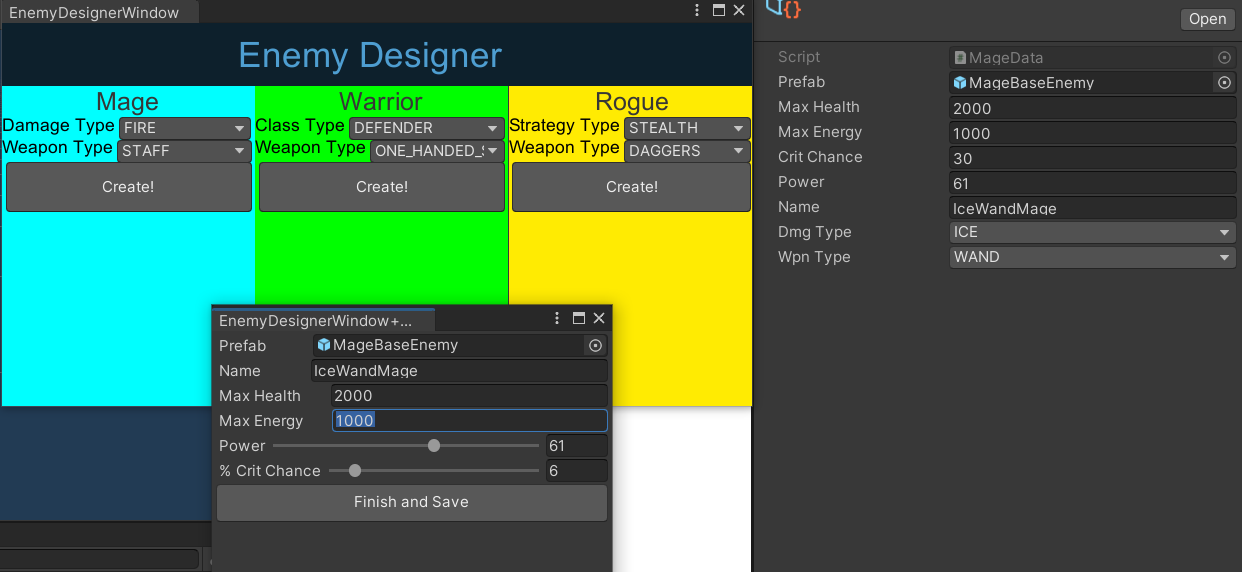 EnemyDesignerWindow
Enemy Designer
Mage
Damage Type FIRE
Weapon Type STAFF
Create!
Warrior
Class Type DEFENDER
Weapon Type ONE_HANDED_S
Create!
Rogue
Strategy Type STEALTH
Weapon Type DAGGERS
Create!
EnemyDesignerWindow+...
Prefab MageBaseEnemy
Name IceWandMage
Max Health 2000
Max Energy 1000
Power 61
% Crit Chance 6
Finish and Save
{}
Open
Script # MageData
Prefab MageBaseEnemy
Max Health 2000
Max Energy 1000
Crit Chance 30
Power 61
Name IceWandMage
Dmg Type ICE
Wpn Type WAND